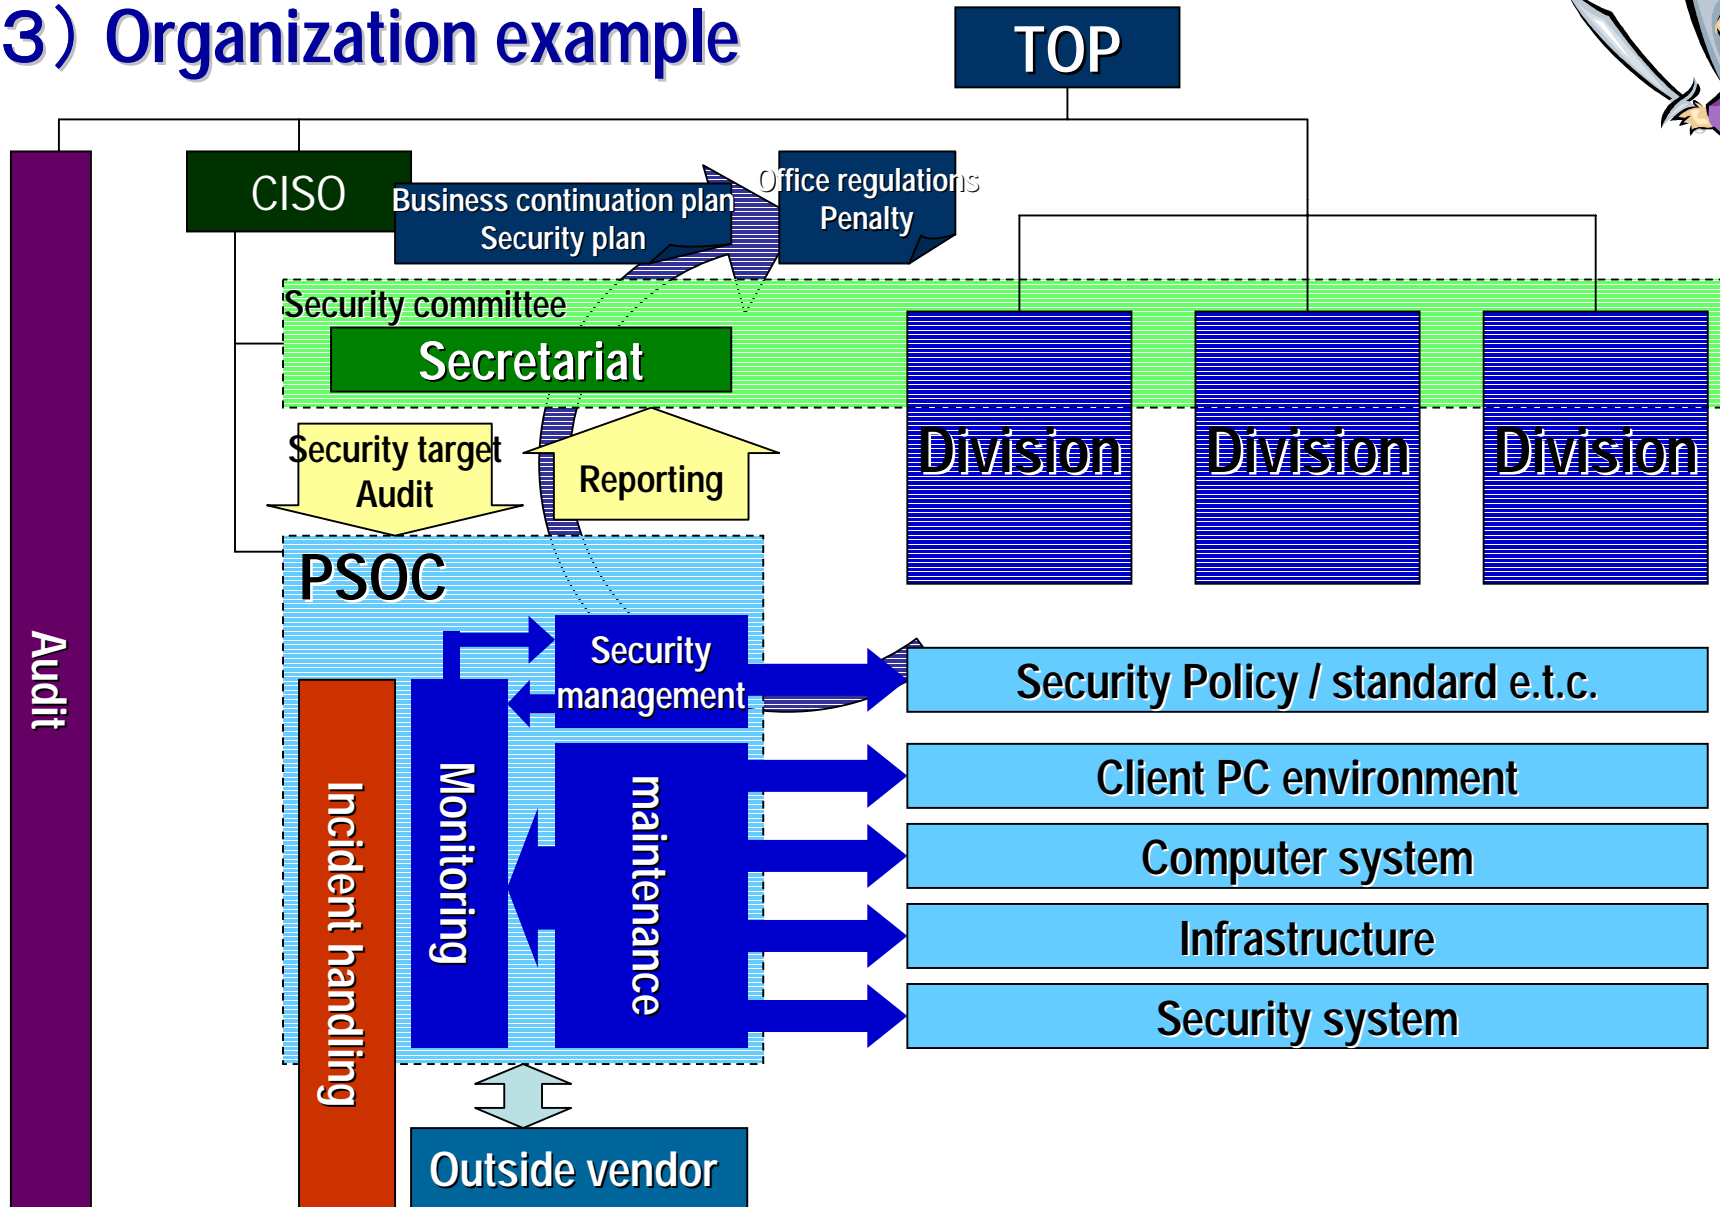 ３）Organization example
TOP
CISO
Business continuation plan
Security plan
Office regulations
Penalty
Security committee
Secretariat
Security target
Audit
Reporting
Division
Division
Division
PSOC
Security
management
Security Policy / standard e.t.c.
Audit
Incident handling
Monitoring
maintenance
Client PC environment
Computer system
Infrastructure
Security system
Outside vendor